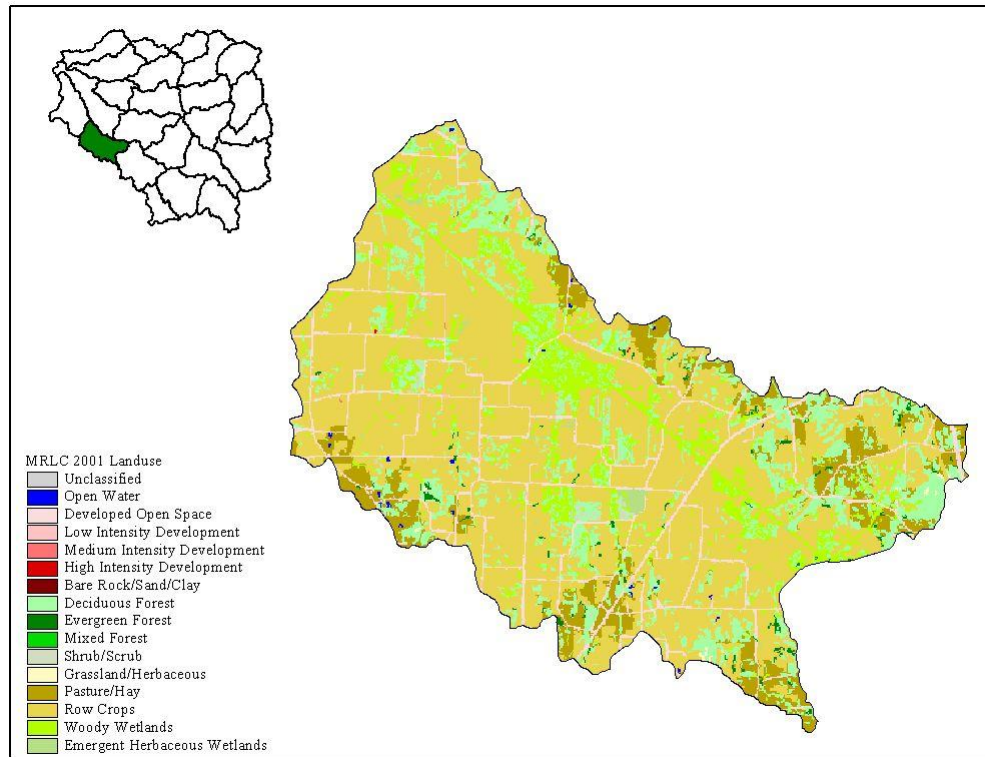 MRLC 2001 Landuse
Unclassified
Open Water
Developed Open Space
Low Intensity Development
Medium Intensity Development
High Intensity Development
Bare Rock/Sand/Clay
Deciduous Forest
Evergreen Forest
Mixed Forest
Shrub/Scrub
Grassland/Herbaceous
Pasture/Hay
Row Crops
Woody Wetlands
Emergent Herbaceous Wetlands